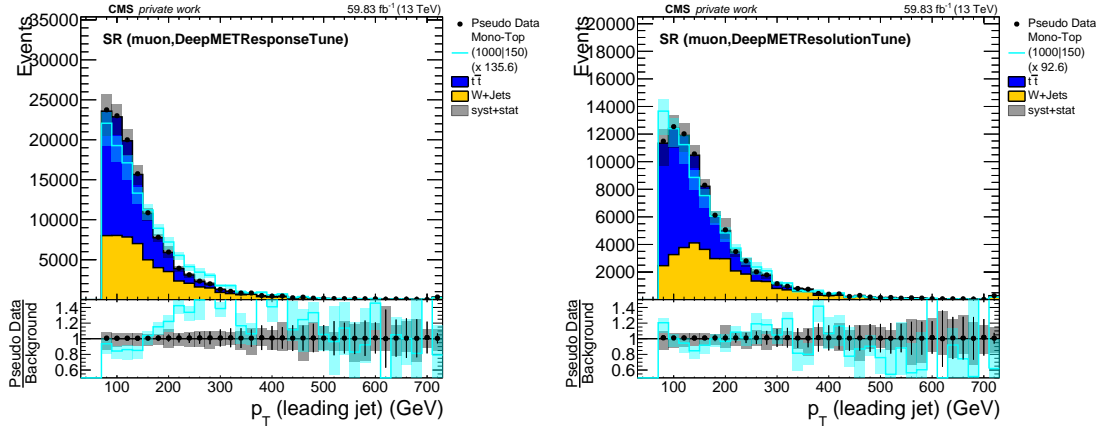 CMS private work 59.83 fb⁻¹ (13 TeV)
Events
SR (muon,DeepMETResponseTune)
35000
30000
25000
20000
15000
10000
5000
Pseudo Data
Mono-Top
(1000|150)
(x 135.6)
t t̅
W+Jets
syst+stat
Pseudo Data
Background
1.4
1.2
1
0.8
0.6
100 200 300 400 500 600 700
p_T (leading jet) (GeV)
CMS private work 59.83 fb⁻¹ (13 TeV)
Events
SR (muon,DeepMETResolutionTune)
20000
18000
16000
14000
12000
10000
8000
6000
4000
2000
Pseudo Data
Mono-Top
(1000|150)
(x 92.6)
t t̅
W+Jets
syst+stat
Pseudo Data
Background
1.4
1.2
1
0.8
0.6
100 200 300 400 500 600 700
p_T (leading jet) (GeV)